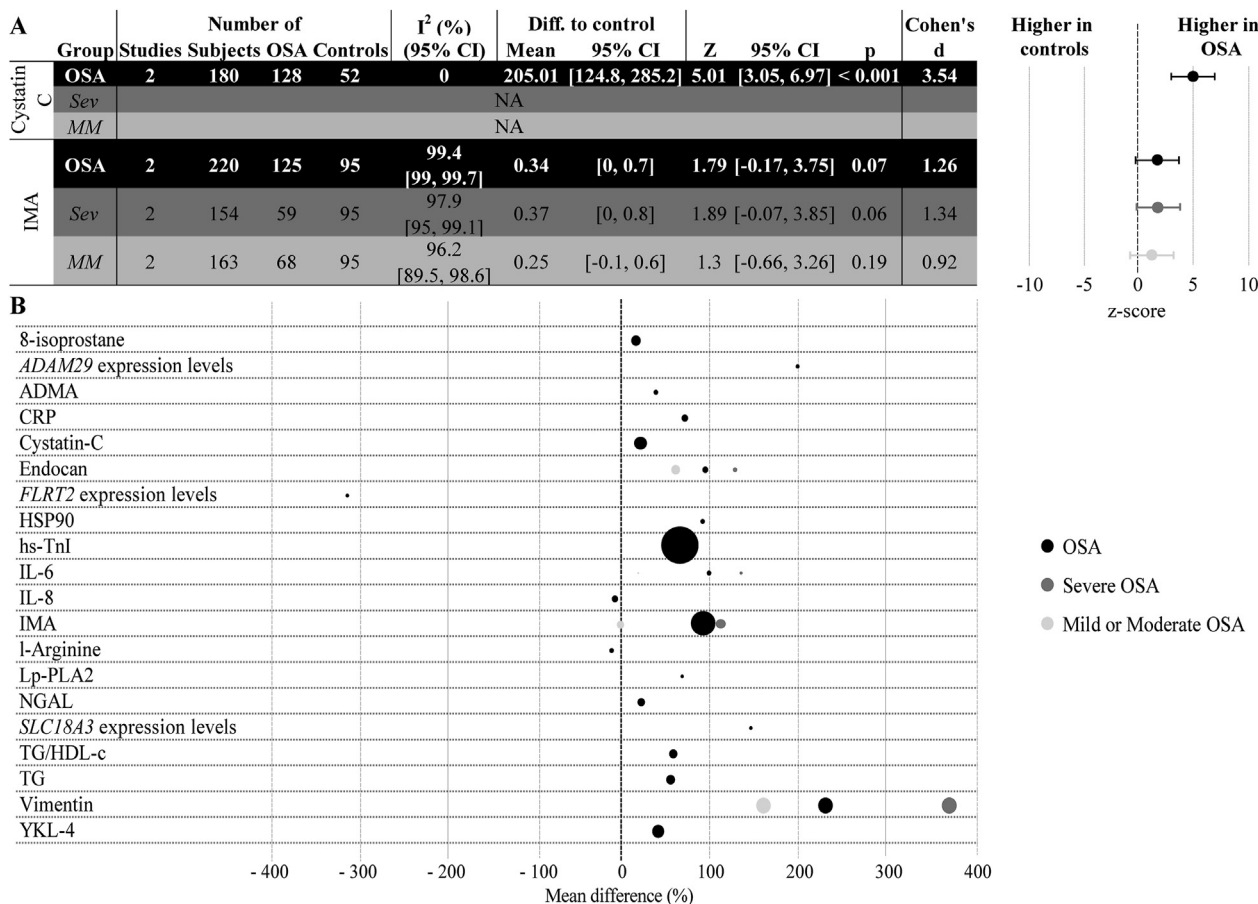 A
Number of I² (%) Diff. to control Cohen's
Group Studies Subjects OSA Controls (95% CI) Mean 95% CI Z 95% CI p d
Cystatin C
OSA 2 180 128 52 0 205.01 [124.8, 285.2] 5.01 [3.05, 6.97] < 0.001 3.54
Sev NA
MM NA
IMA
OSA 2 220 125 95 99.4 [99, 99.7] 0.34 [0, 0.7] 1.79 [-0.17, 3.75] 0.07 1.26
Sev 2 154 59 95 97.9 [95, 99.1] 0.37 [0, 0.8] 1.89 [-0.07, 3.85] 0.06 1.34
MM 2 163 68 95 96.2 [89.5, 98.6] 0.25 [-0.1, 0.6] 1.3 [-0.66, 3.26] 0.19 0.92
Higher in controls
Higher in OSA
-10 -5 0 5 10
z-score
B
8-isoprostane
ADAM29 expression levels
ADMA
CRP
Cystatin-C
Endocan
FLRT2 expression levels
HSP90
hs-TnI
IL-6
IL-8
IMA
l-Arginine
Lp-PLA2
NGAL
SLC18A3 expression levels
TG/HDL-c
TG
Vimentin
YKL-4
- 400 - 300 - 200 - 100 0 100 200 300 400
Mean difference (%)
OSA
Severe OSA
Mild or Moderate OSA